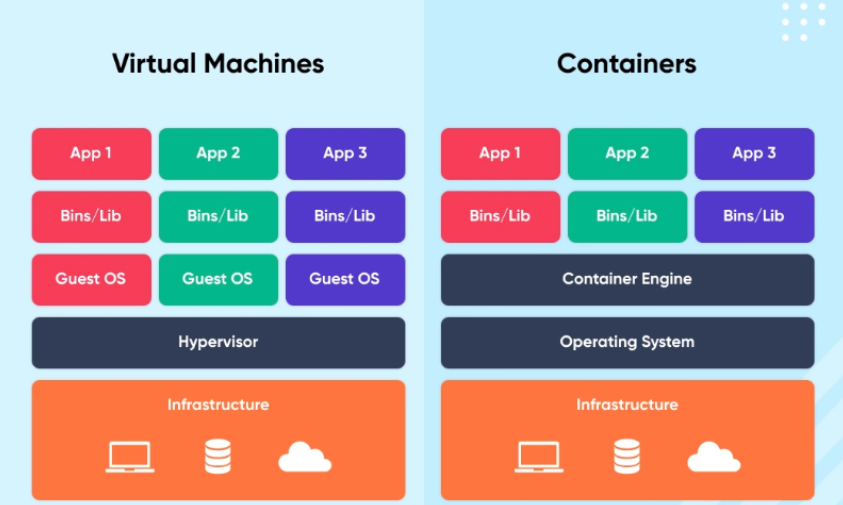 Virtual Machines
App 1
App 2
App 3
Bins/Lib
Bins/Lib
Bins/Lib
Guest OS
Guest OS
Guest OS
Hypervisor
Infrastructure
Containers
App 1
App 2
App 3
Bins/Lib
Bins/Lib
Bins/Lib
Container Engine
Operating System
Infrastructure